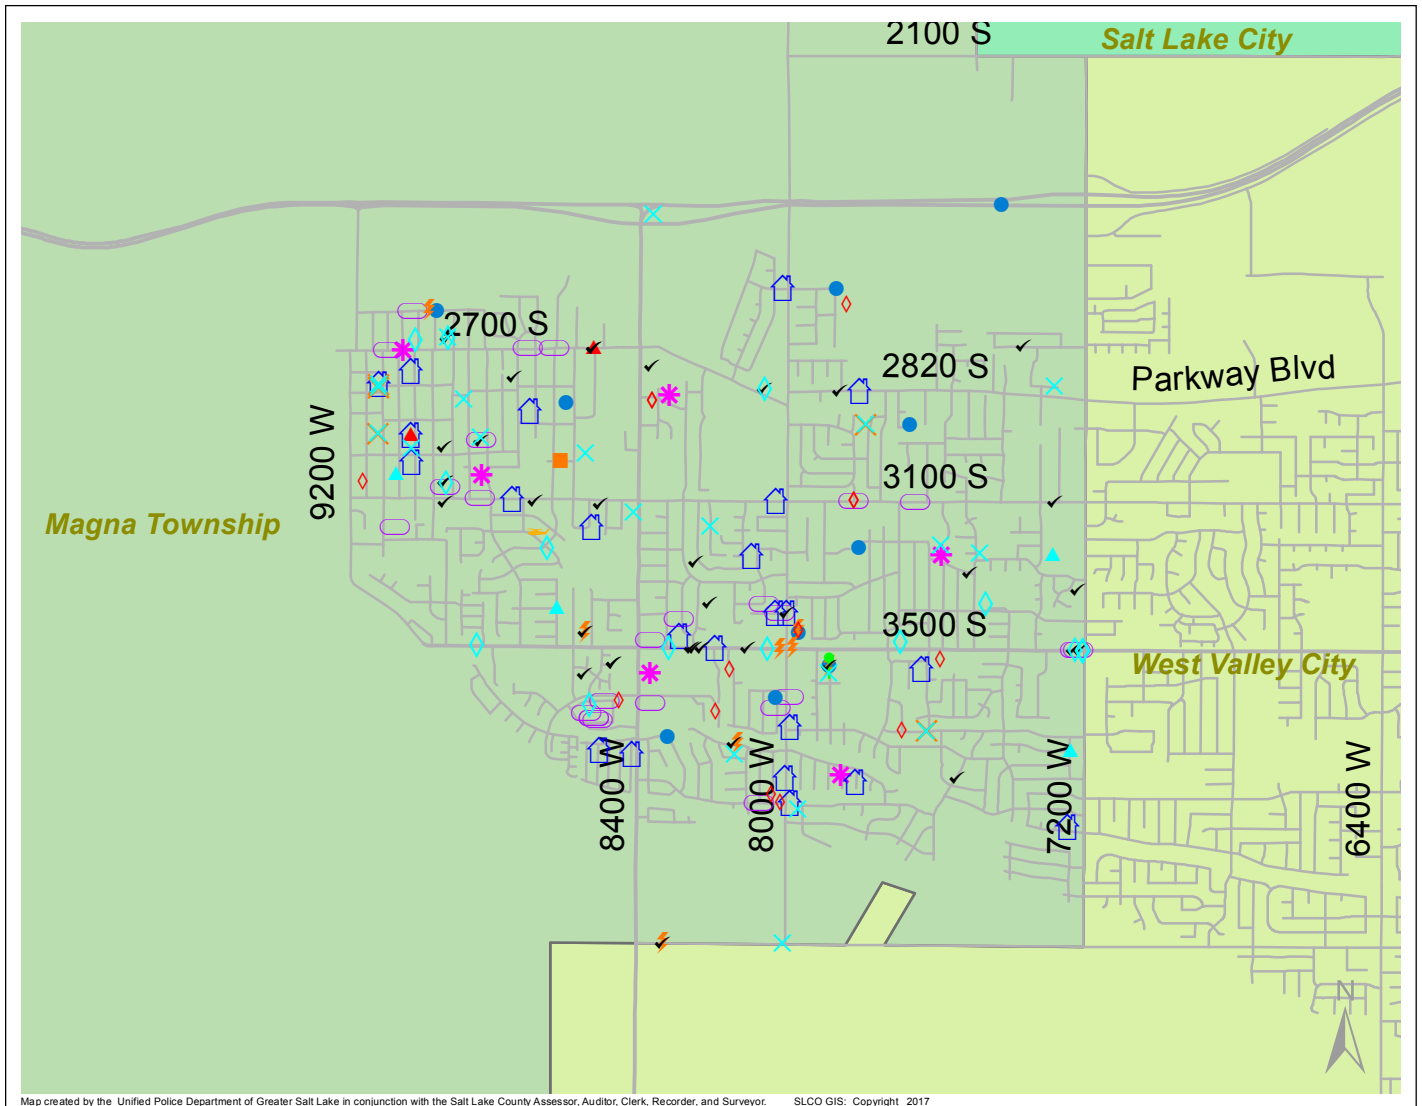 2100 S
Salt Lake City
2700 S
2820 S
Parkway Blvd
9200 W
3100 S
Magna Township
3500 S
West Valley City
8400 W
8000 W
7200 W
6400 W
N
Map created by the Unified Police Department of Greater Salt Lake in conjunction with the Salt Lake County Assessor, Auditor, Clerk, Recorder, and Surveyor. SLCO GIS: Copyright 2017